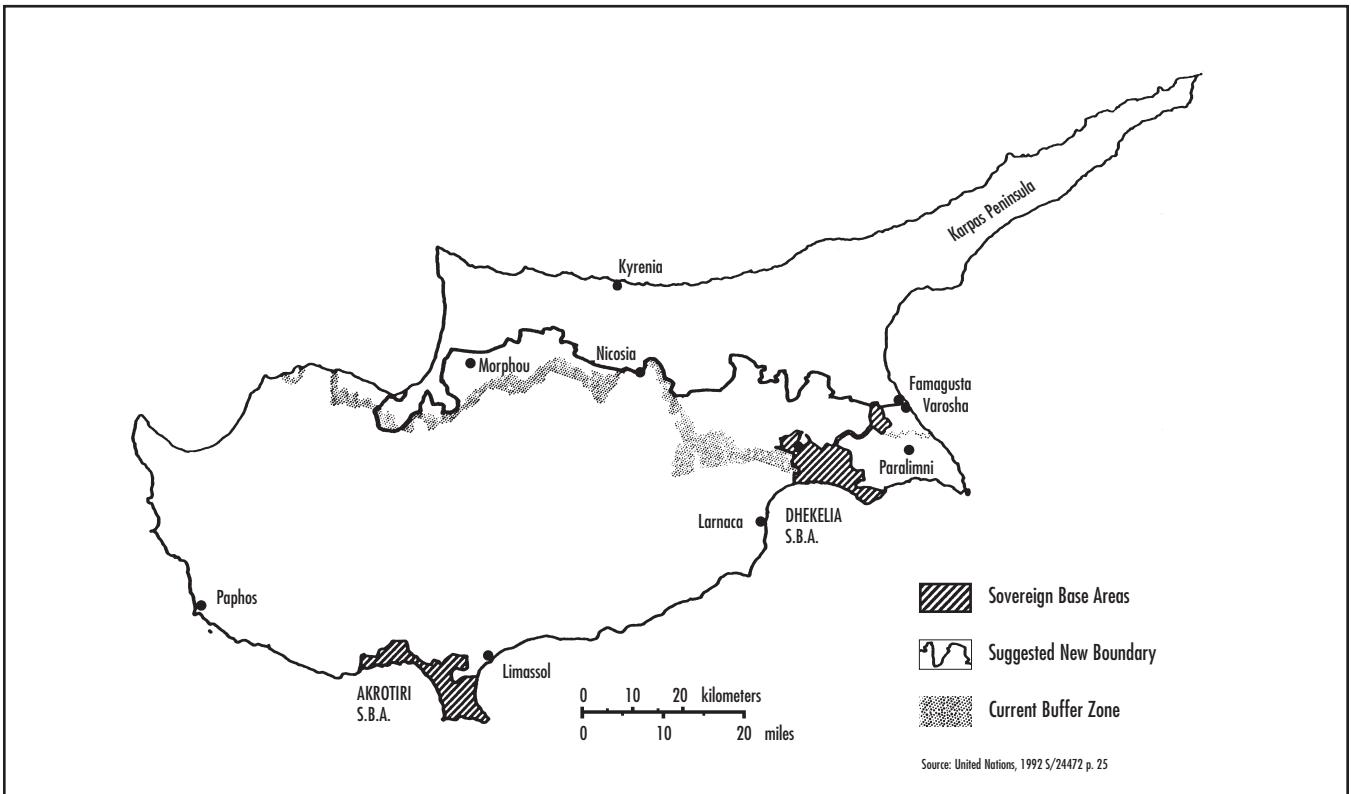 Karpas Peninsula
Kyrenia
Nicosia
Morphou
Famagusta
Varosha
Paralimni
Larnaca
DHEKELIA
S.B.A.
Paphos
Limassol
AKROTIRI
S.B.A.
0 10 20 kilometers
0 10 20 miles
Sovereign Base Areas
Suggested New Boundary
Current Buffer Zone
Source: United Nations, 1992 S/24472 p. 25